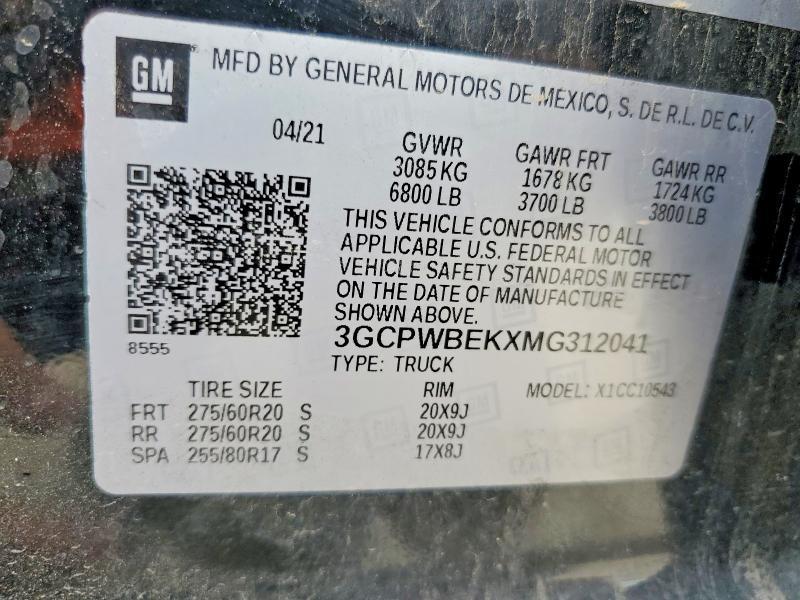 GM
MFD BY GENERAL MOTORS DE MEXICO, S. DE R.L. DE C.V.
04/21
GVWR
3085 KG
6800 LB
GAWR FRT
1678 KG
3700 LB
GAWR RR
1724 KG
3800 LB
THIS VEHICLE CONFORMS TO ALL
APPLICABLE U.S. FEDERAL MOTOR
VEHICLE SAFETY STANDARDS IN EFFECT
ON THE DATE OF MANUFACTURE
SHOWN ABOVE.
8555
3GCPWBEKXMG312041
TYPE: TRUCK
TIRE SIZE RIM MODEL: X1CC10543
FRT 275/60R20 S 20X9J
RR 275/60R20 S 20X9J
SPA 255/80R17 S 17X8J